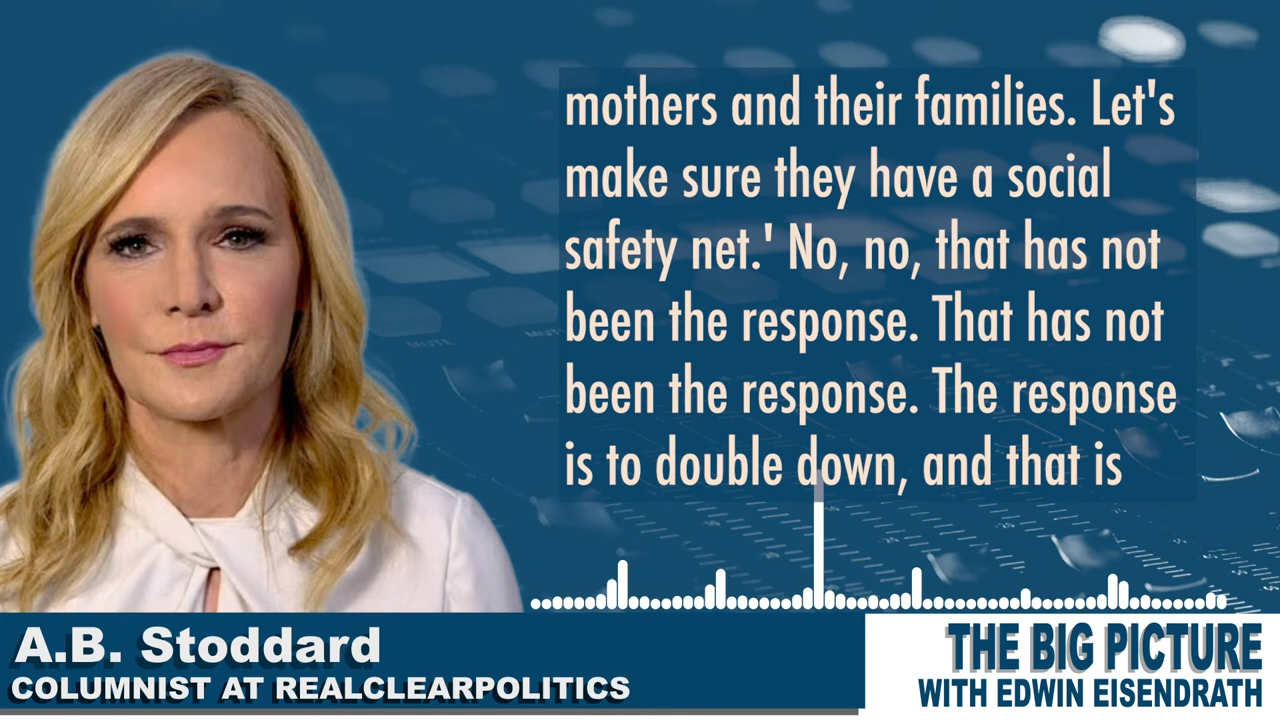 mothers and their families. Let's
make sure they have a social
safety net.' No, no, that has not
been the response. That has not
been the response. The response
is to double down, and that is
MUTE
A.B. Stoddard
COLUMNIST AT REALCLEARPOLITICS
THE BIG PICTURE
WITH EDWIN EISENDRATH